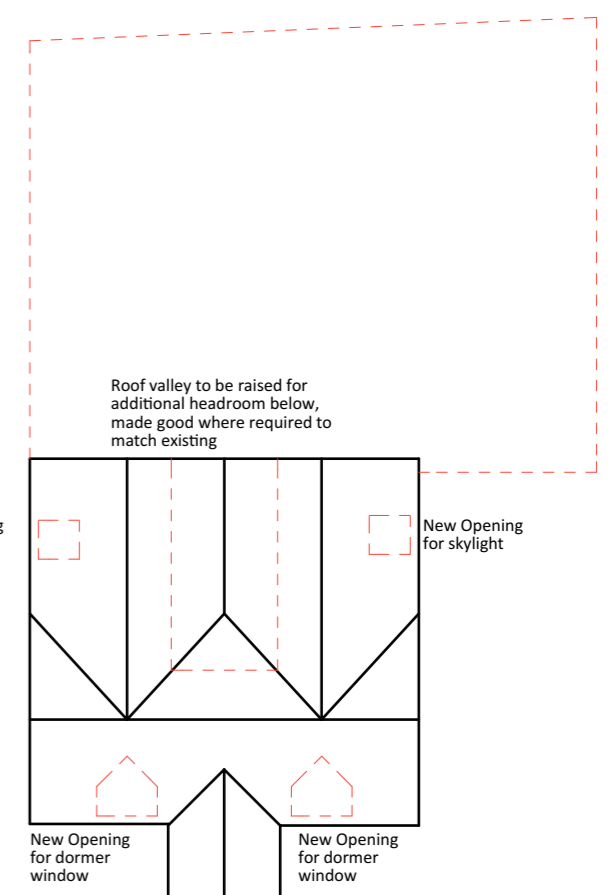 Roof valley to be raised for
additional headroom below,
made good where required to
match existing
New Opening
for skylight
New Opening
for dormer
window
New Opening
for dormer
window